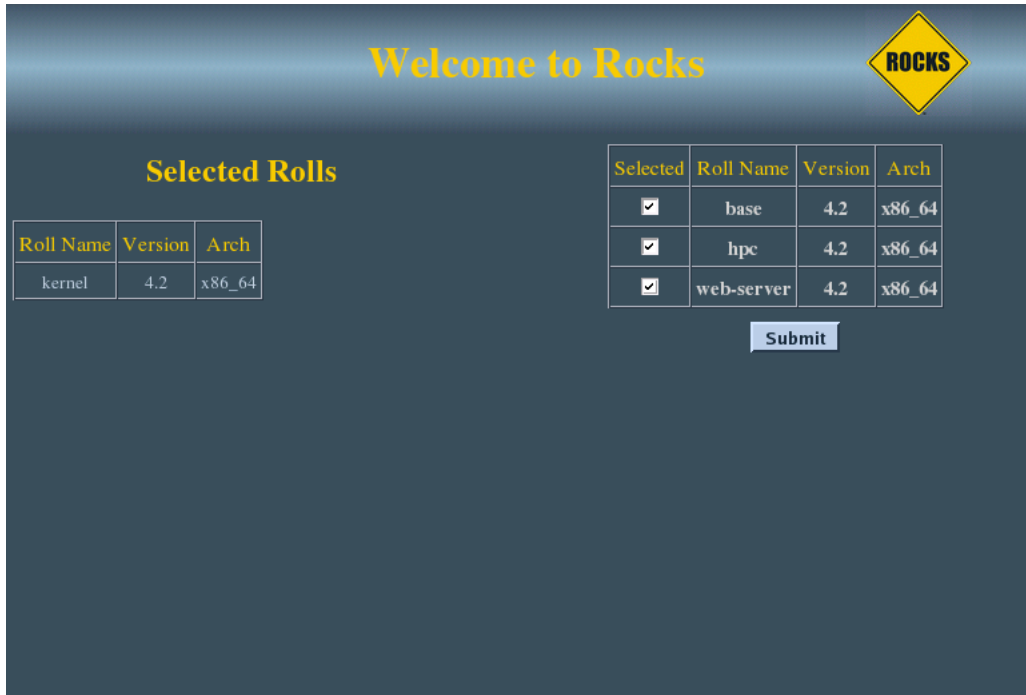 Welcome to Rocks
ROCKS
Selected Rolls
Roll Name Version Arch
kernel 4.2 x86_64
Selected Roll Name Version Arch
base 4.2 x86_64
hpc 4.2 x86_64
web-server 4.2 x86_64
Submit